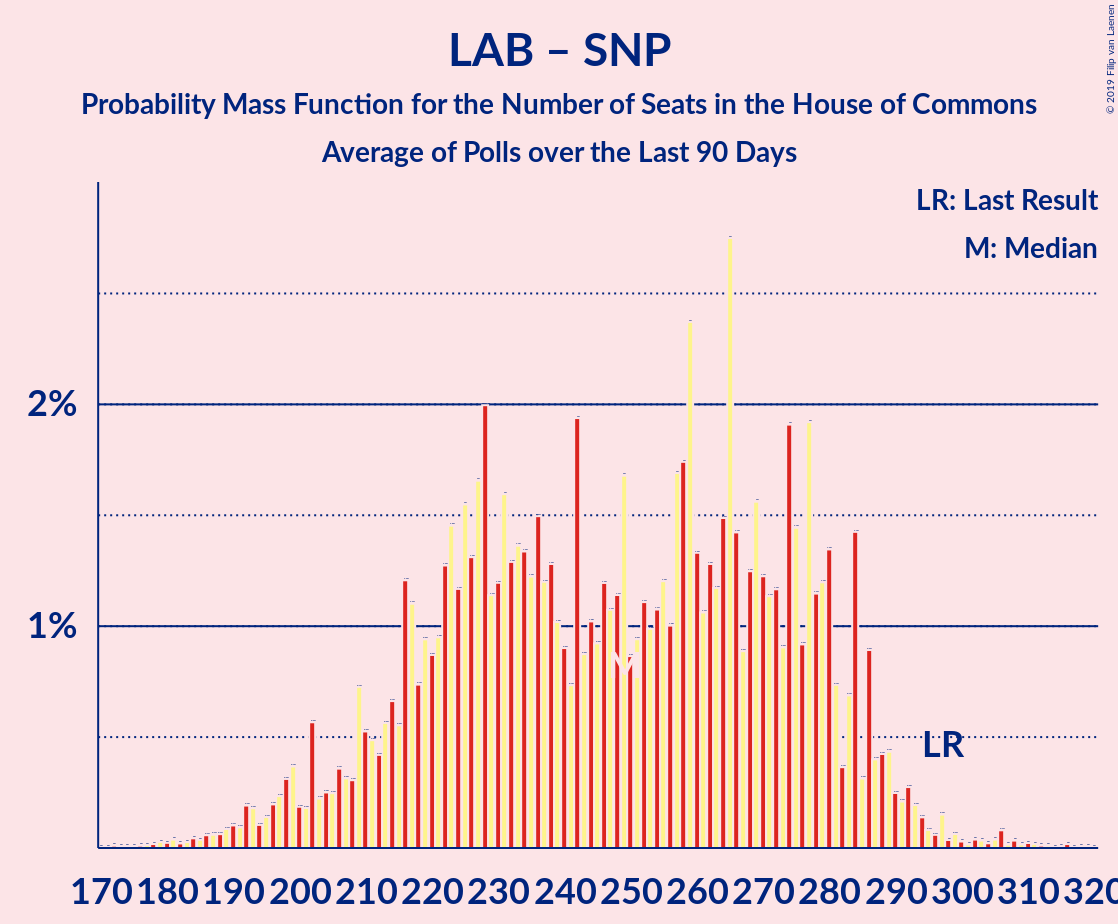 LAB – SNP
Probability Mass Function for the Number of Seats in the House of Commons
Average of Polls over the Last 90 Days
© 2019 Filip van Laenen
LR: Last Result
M: Median
2%
1%
M
LR
170 180 190 200 210 220 230 240 250 260 270 280 290 300 310 320